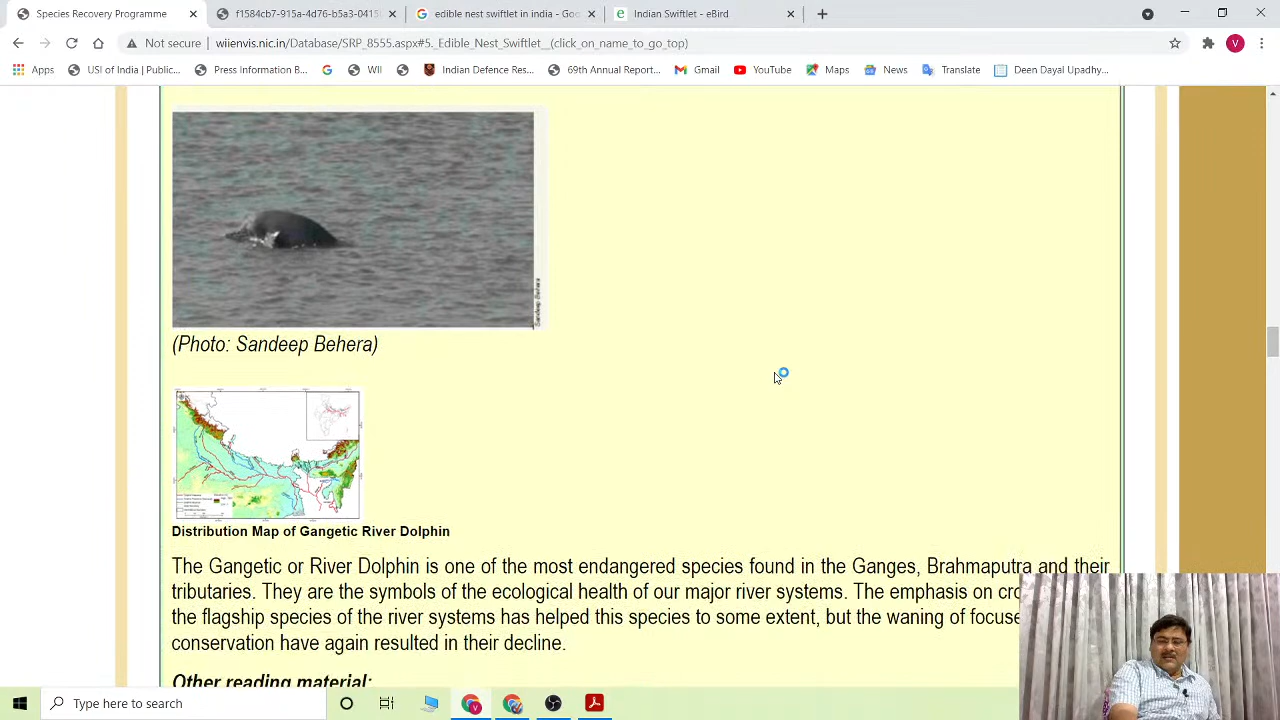 Species Recovery Programme
f1584cb7-915a-4d76-b5a3-0415
edible nest swiftlet in india - Goo
Indian Swiftlet - eBird
Not secure | wiienvis.nic.in/Database/SRP_8555.aspx#5._Edible_Nest_Swiftlet_(click_on_name_to_go_top)
Apps
USI of India | Public...
Press Information B...
WII
Indian Defence Res...
69th Annual Report...
Gmail
YouTube
Maps
News
Translate
Deen Dayal Upadhy...
V
Sandeep Behera
(Photo: Sandeep Behera)
Distribution Map of Gangetic River Dolphin
The Gangetic or River Dolphin is one of the most endangered species found in the Ganges, Brahmaputra and their
tributaries. They are the symbols of the ecological health of our major river systems. The emphasis on cro
the flagship species of the river systems has helped this species to some extent, but the waning of focuse
conservation have again resulted in their decline.
Other reading material:
Type here to search